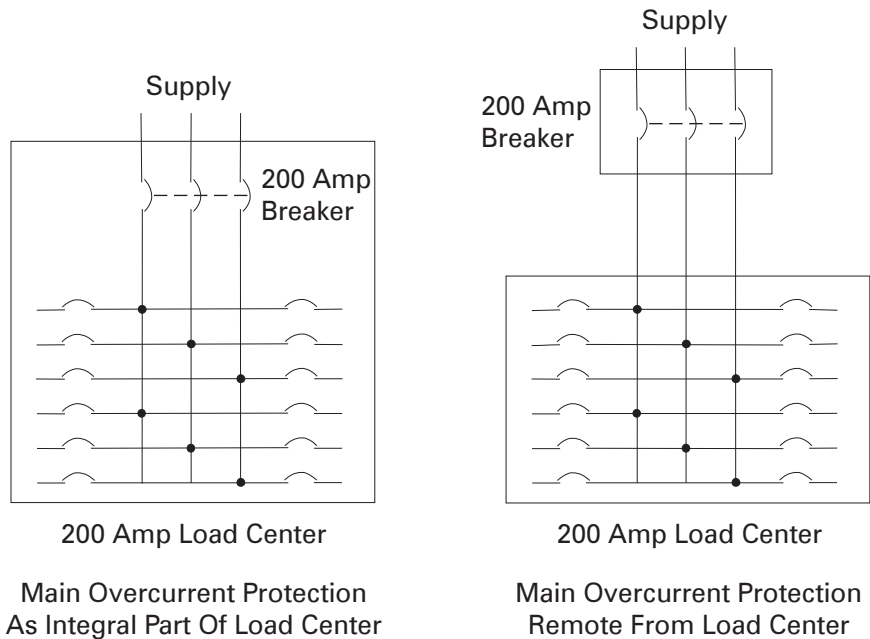 Supply
200 Amp
Breaker
200 Amp Load Center
Main Overcurrent Protection
As Integral Part Of Load Center
Supply
200 Amp
Breaker
200 Amp Load Center
Main Overcurrent Protection
Remote From Load Center